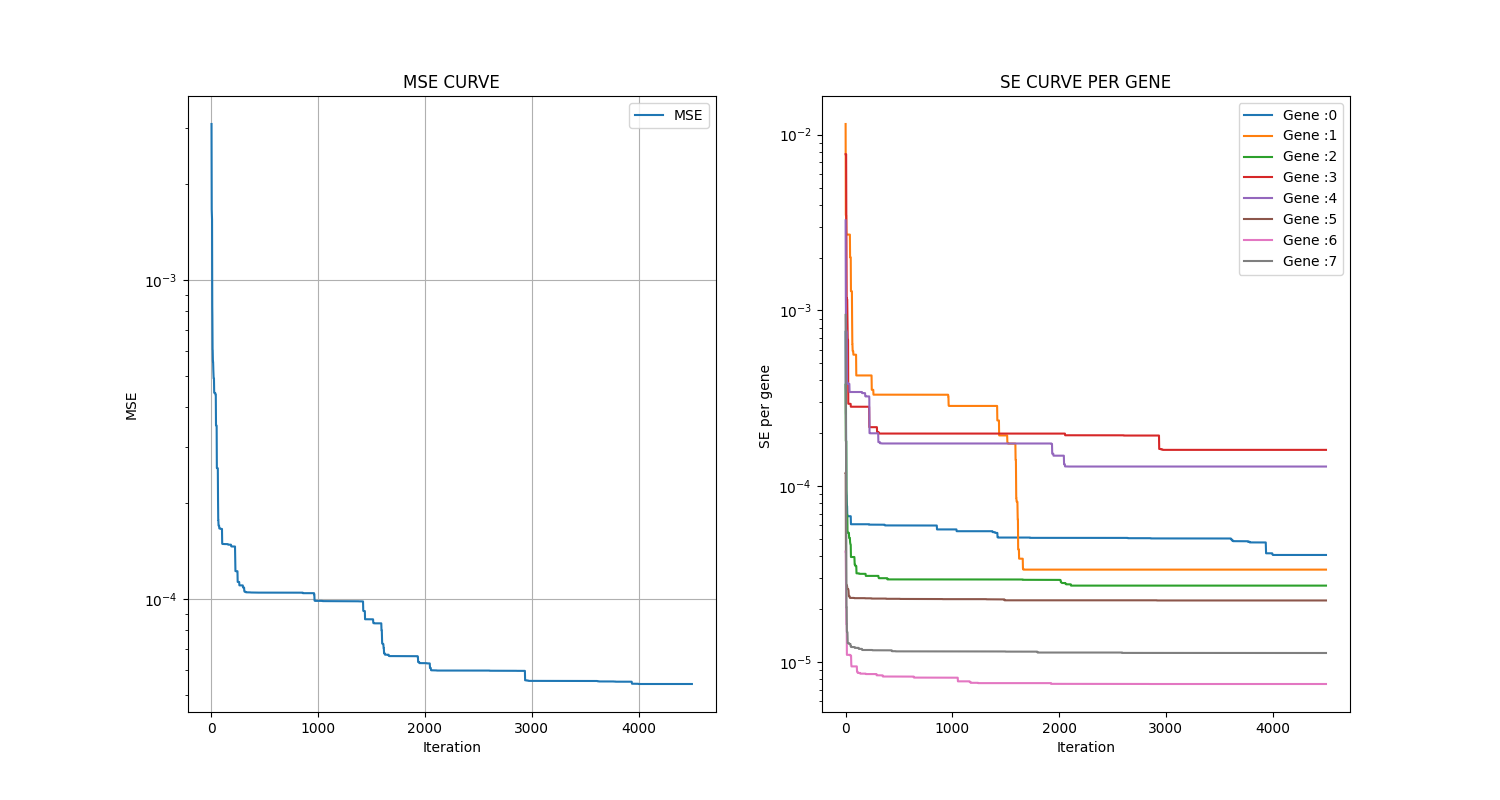 MSE CURVE
MSE
10⁻³
10⁻⁴
MSE
0 1000 2000 3000 4000
Iteration
SE CURVE PER GENE
Gene :0
Gene :1
Gene :2
Gene :3
Gene :4
Gene :5
Gene :6
Gene :7
10⁻²
10⁻³
10⁻⁴
10⁻⁵
SE per gene
0 1000 2000 3000 4000
Iteration